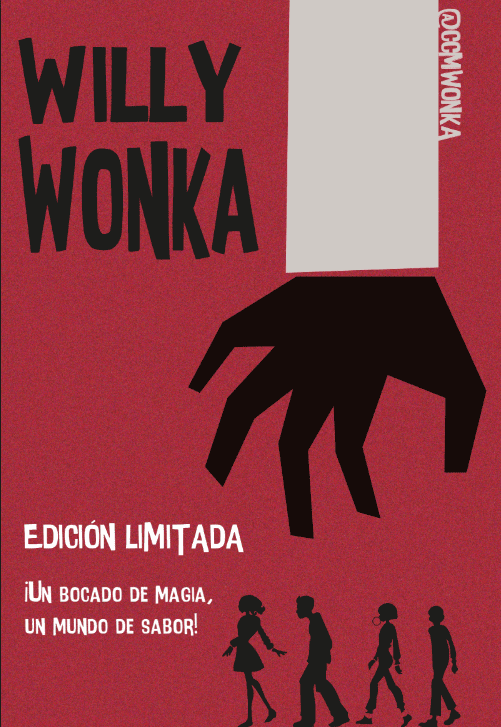 WILLY
WONKA
@CCMWONKA
EDICIÓN LIMITADA
¡UN BOCADO DE MAGIA,
UN MUNDO DE SABOR!